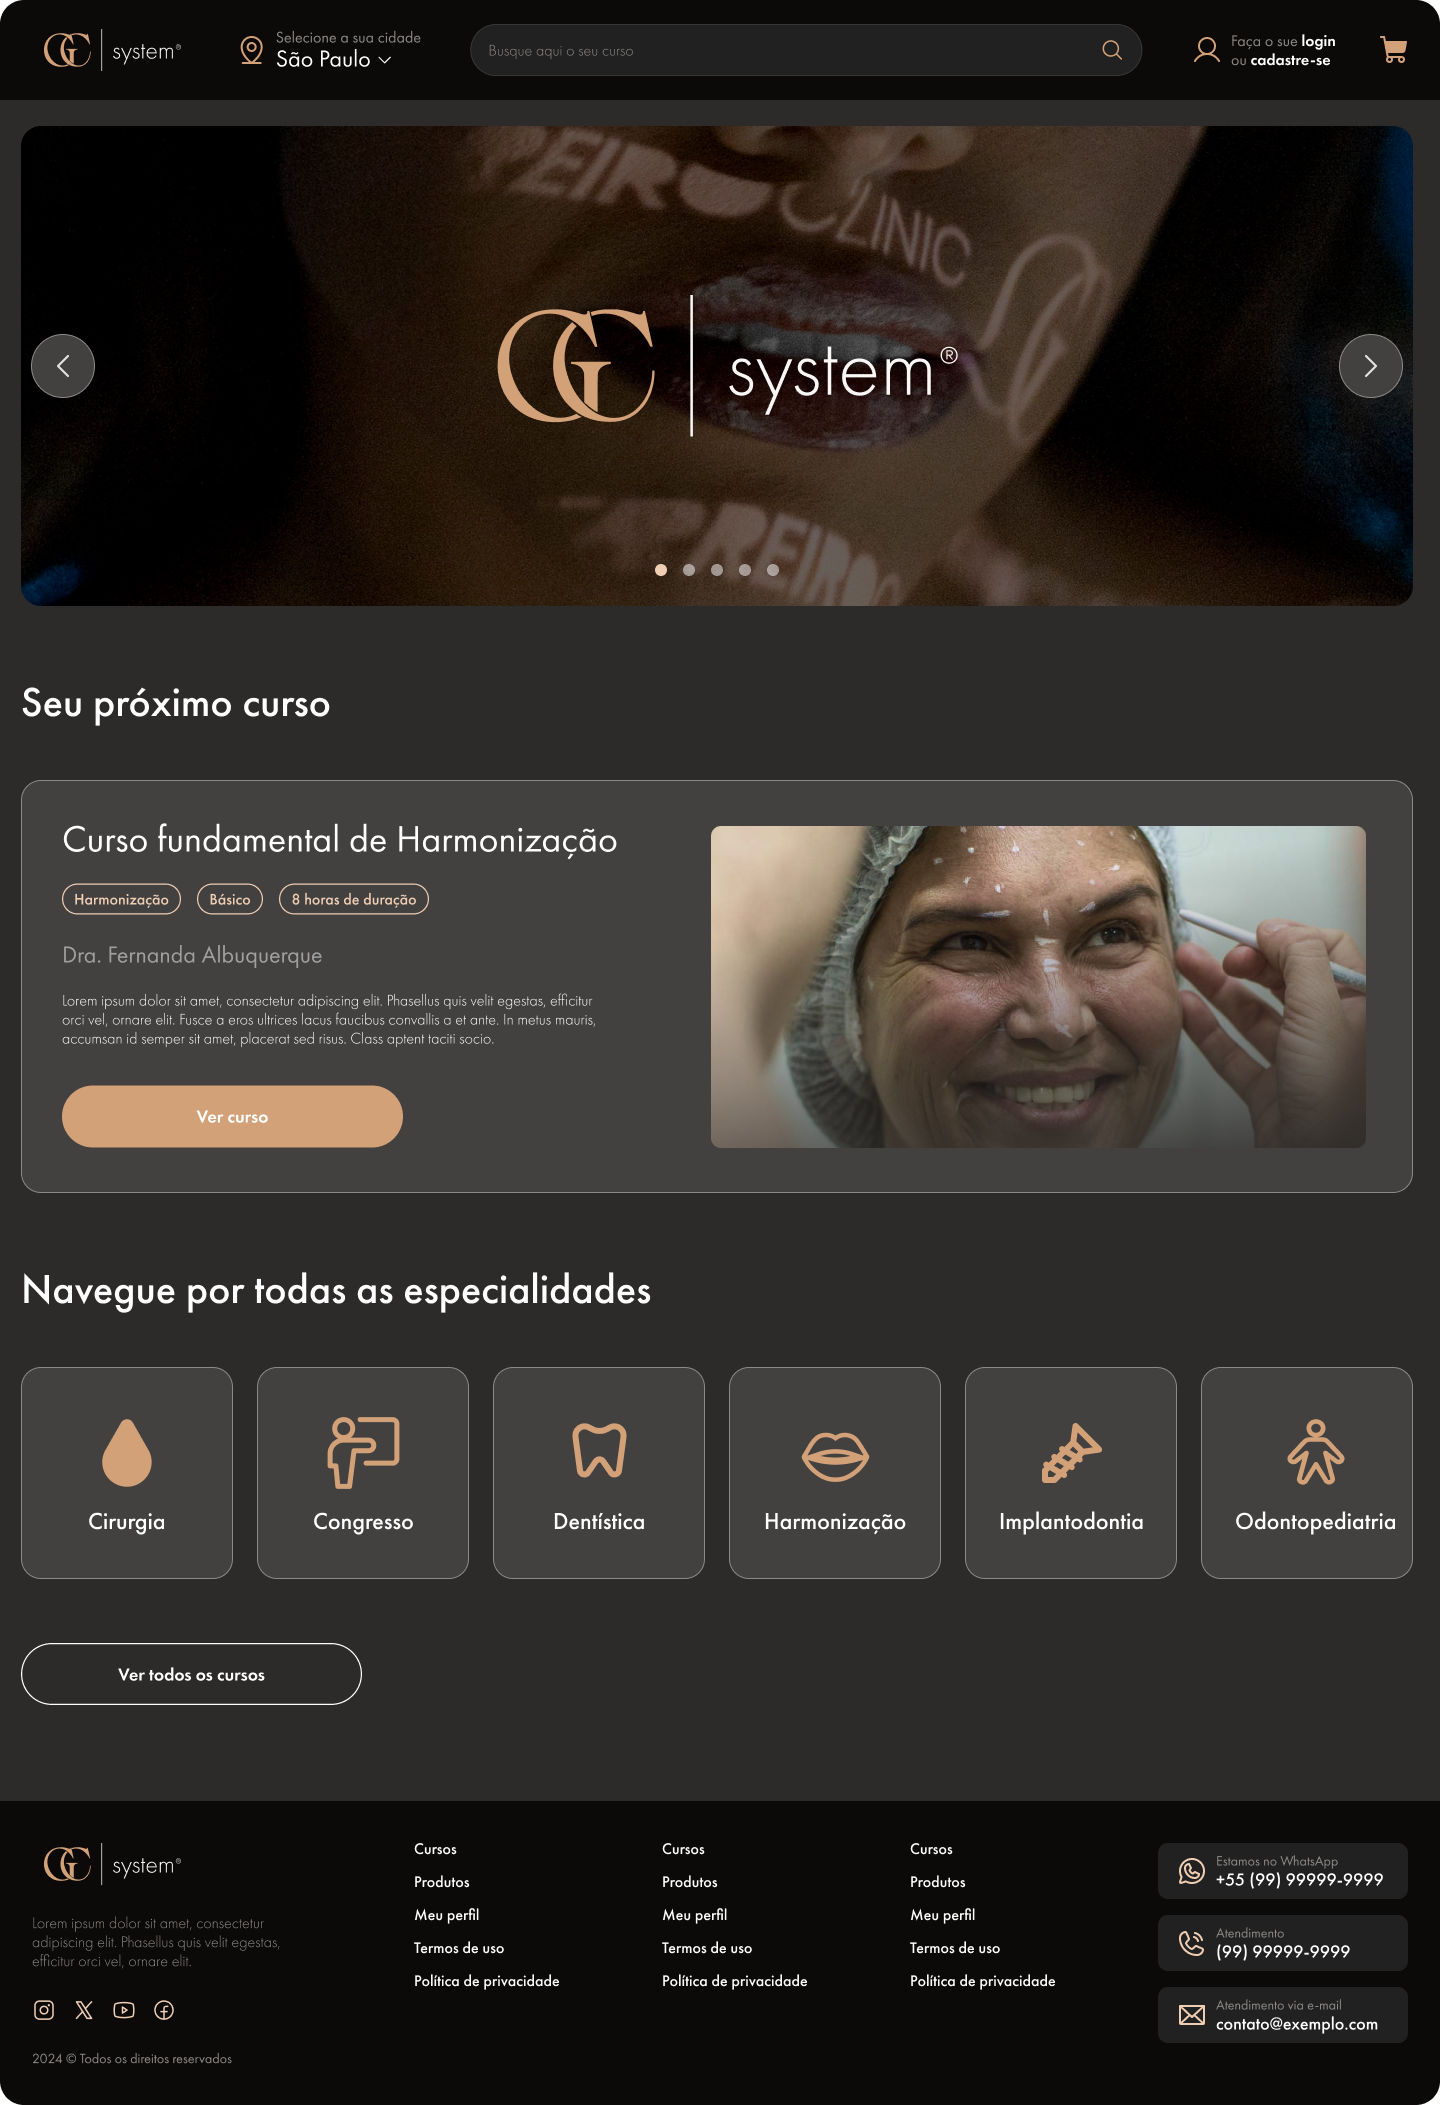 GC system®
Selecione a sua cidade
São Paulo
Busque aqui o seu curso
Faça o sue login
ou cadastre-se
CLINIC
GC system®
Seu próximo curso
Curso fundamental de Harmonização
Harmonização
Básico
8 horas de duração
Dra. Fernanda Albuquerque
Lorem ipsum dolor sit amet, consectetur adipiscing elit. Phasellus quis velit egestas, efficitur
orci vel, ornare elit. Fusce a eros ultrices lacus faucibus convallis a et ante. In metus mauris,
accumsan id semper sit amet, placerat sed risus. Class aptent taciti socio.
Ver curso
Navegue por todas as especialidades
Cirurgia
Congresso
Dentística
Harmonização
Implantodontia
Odontopediatria
Ver todos os cursos
GC system®
Lorem ipsum dolor sit amet, consectetur
adipiscing elit. Phasellus quis velit egestas,
efficitur orci vel, ornare elit.
2024 © Todos os direitos reservados
Cursos
Produtos
Meu perfil
Termos de uso
Política de privacidade
Cursos
Produtos
Meu perfil
Termos de uso
Política de privacidade
Cursos
Produtos
Meu perfil
Termos de uso
Política de privacidade
Estamos no WhatsApp
+55 (99) 99999-9999
Atendimento
(99) 99999-9999
Atendimento via e-mail
contato@exemplo.com